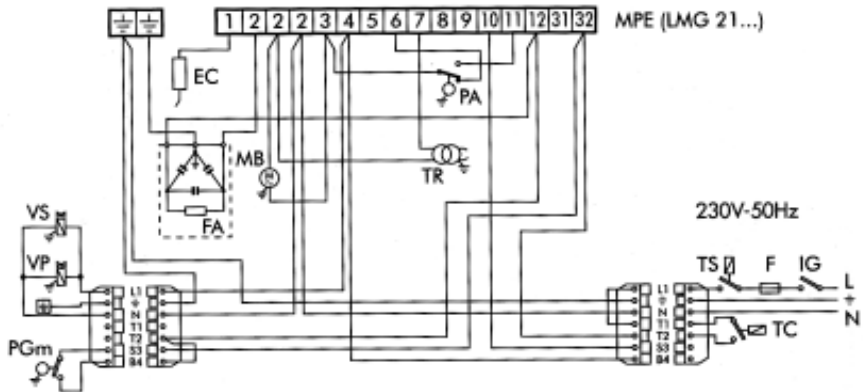 1 2 2 2 3 4 5 6 7 8 9 10 11 12 31 32 MPE (LMG 21...)
EC
PA
MB
TR
FA
VS
VP
230V-50Hz
TS F IG
L
N
TC
PGm
L1
N
T1
T2
S3
B4
L1
N
T1
T2
S3
B4